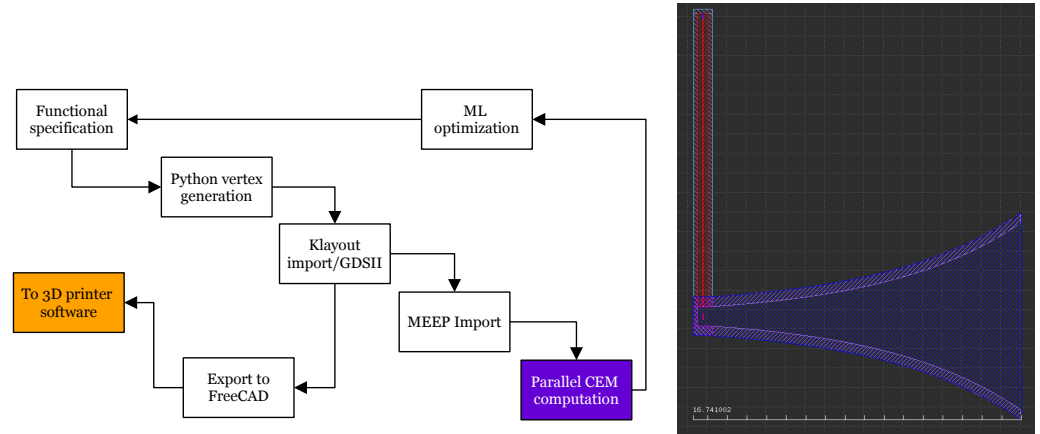 Functional
specification
ML
optimization
Python vertex
generation
Klayout
import/GDSII
To 3D printer
software
MEEP Import
Export to
FreeCAD
Parallel CEM
computation
16.741002